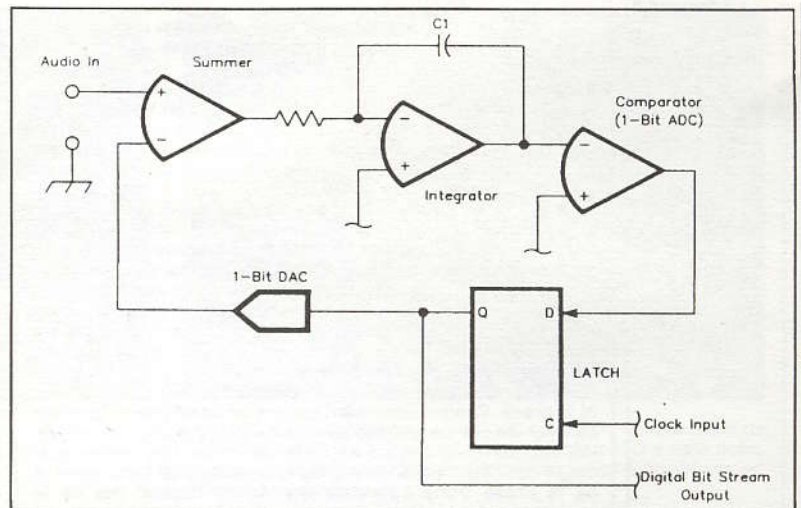 C1
Audio In
Summer
+
−
−
+
Integrator
Comparator
(1-Bit ADC)
−
+
1-Bit DAC
Q
D
LATCH
C
Clock Input
Digital Bit Stream
Output